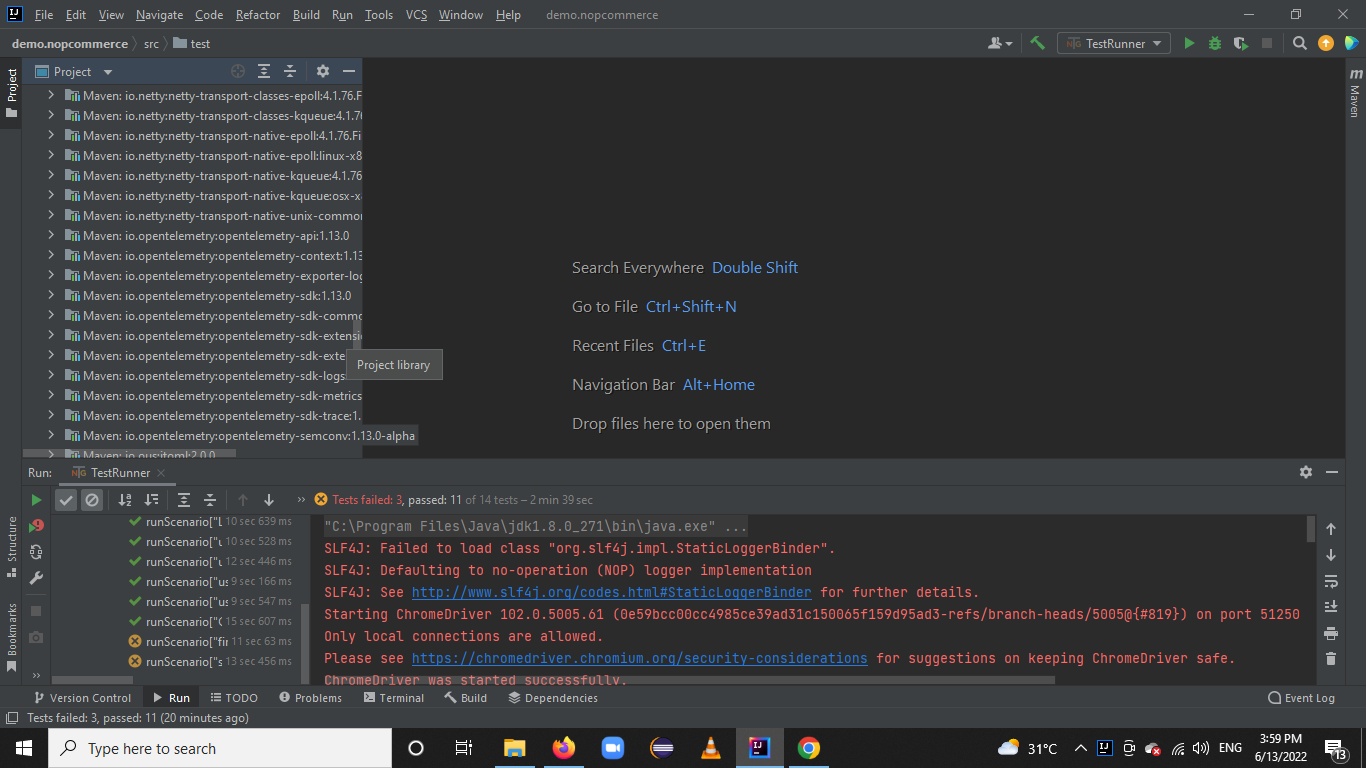 File Edit View Navigate Code Refactor Build Run Tools VCS Window Help demo.nopcommerce
demo.nopcommerce src test TestRunner
Project
Project
Maven: io.netty:netty-transport-classes-epoll:4.1.76.F
Maven: io.netty:netty-transport-classes-kqueue:4.1.76
Maven: io.netty:netty-transport-native-epoll:4.1.76.Fi
Maven: io.netty:netty-transport-native-epoll:linux-x8
Maven: io.netty:netty-transport-native-kqueue:4.1.76
Maven: io.netty:netty-transport-native-kqueue:osx-x
Maven: io.netty:netty-transport-native-unix-common
Maven: io.opentelemetry:opentelemetry-api:1.13.0
Maven: io.opentelemetry:opentelemetry-context:1.13
Maven: io.opentelemetry:opentelemetry-exporter-log
Maven: io.opentelemetry:opentelemetry-sdk:1.13.0
Maven: io.opentelemetry:opentelemetry-sdk-commo
Maven: io.opentelemetry:opentelemetry-sdk-extensio
Maven: io.opentelemetry:opentelemetry-sdk-exte
Maven: io.opentelemetry:opentelemetry-sdk-logs:
Maven: io.opentelemetry:opentelemetry-sdk-metrics
Maven: io.opentelemetry:opentelemetry-sdk-trace:1.
Maven: io.opentelemetry:opentelemetry-semconv:1.13.0-alpha
Maven: io.ous:jtoml:2.0.0
Project library
Search Everywhere Double Shift
Go to File Ctrl+Shift+N
Recent Files Ctrl+E
Navigation Bar Alt+Home
Drop files here to open them
m Maven
Run: TestRunner
Tests failed: 3, passed: 11 of 14 tests – 2 min 39 sec
runScenario["L 10 sec 639 ms
runScenario["u 10 sec 528 ms
runScenario["u 12 sec 446 ms
runScenario["us 9 sec 166 ms
runScenario["us 9 sec 547 ms
runScenario["C 15 sec 607 ms
runScenario["fir 11 sec 63 ms
runScenario["s 13 sec 456 ms
"C:\Program Files\Java\jdk1.8.0_271\bin\java.exe" ...
SLF4J: Failed to load class "org.slf4j.impl.StaticLoggerBinder".
SLF4J: Defaulting to no-operation (NOP) logger implementation
SLF4J: See http://www.slf4j.org/codes.html#StaticLoggerBinder for further details.
Starting ChromeDriver 102.0.5005.61 (0e59bcc00cc4985ce39ad31c150065f159d95ad3-refs/branch-heads/5005@{#819}) on port 51250
Only local connections are allowed.
Please see https://chromedriver.chromium.org/security-considerations for suggestions on keeping ChromeDriver safe.
ChromeDriver was started successfully.
Structure
Bookmarks
Version Control Run TODO Problems Terminal Build Dependencies Event Log
Tests failed: 3, passed: 11 (20 minutes ago)
Type here to search
31°C ENG 3:59 PM
6/13/2022
13